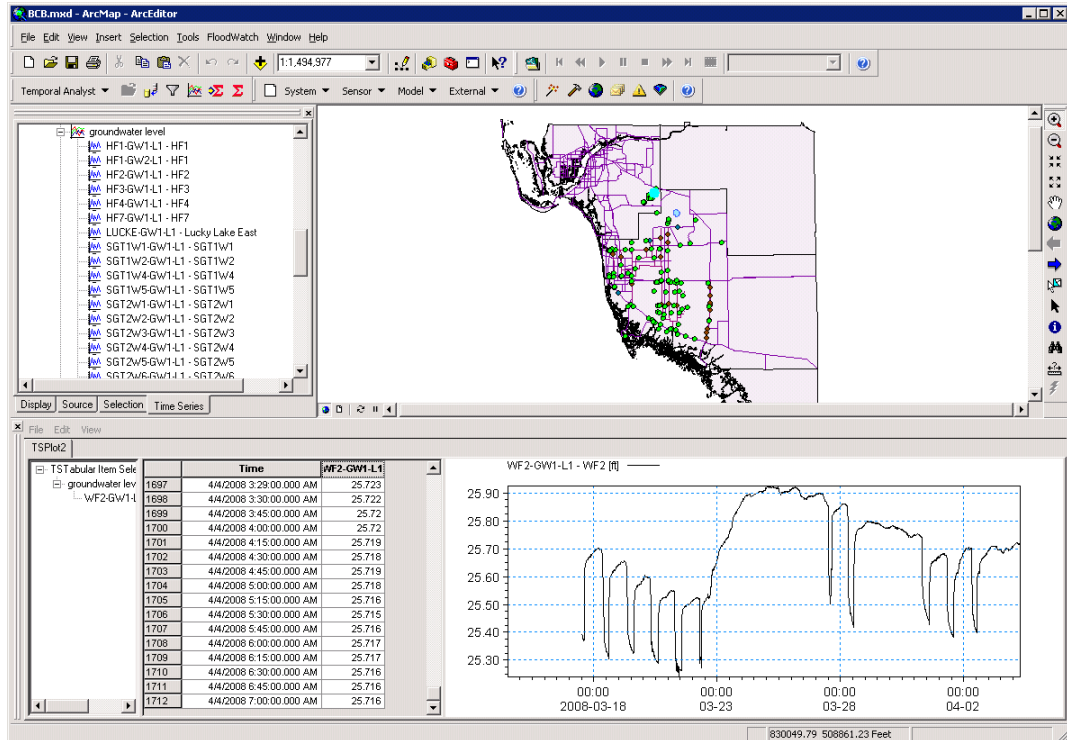 BCB.mxd - ArcMap - ArcEditor
File Edit View Insert Selection Tools FloodWatch Window Help
1:1,494,977
Temporal Analyst System Sensor Model External
groundwater level
HF1-GW1-L1 - HF1
HF1-GW2-L1 - HF1
HF2-GW1-L1 - HF2
HF3-GW1-L1 - HF3
HF4-GW1-L1 - HF4
HF7-GW1-L1 - HF7
LUCKE-GW1-L1 - Lucky Lake East
SGT1W1-GW1-L1 - SGT1W1
SGT1W2-GW1-L1 - SGT1W2
SGT1W4-GW1-L1 - SGT1W4
SGT1W5-GW1-L1 - SGT1W5
SGT2W1-GW1-L1 - SGT2W1
SGT2W2-GW1-L1 - SGT2W2
SGT2W3-GW1-L1 - SGT2W3
SGT2W4-GW1-L1 - SGT2W4
SGT2W5-GW1-L1 - SGT2W5
SGT2W6-GW1-L1 - SGT2W6
Display Source Selection Time Series
File Edit View
TSPlot2
TSTabular Item Sele
groundwater lev
WF2-GW1-L
Time WF2-GW1-L1
1697 4/4/2008 3:29:00.000 AM 25.723
1698 4/4/2008 3:30:00.000 AM 25.722
1699 4/4/2008 3:45:00.000 AM 25.72
1700 4/4/2008 4:00:00.000 AM 25.72
1701 4/4/2008 4:15:00.000 AM 25.719
1702 4/4/2008 4:30:00.000 AM 25.718
1703 4/4/2008 4:45:00.000 AM 25.719
1704 4/4/2008 5:00:00.000 AM 25.718
1705 4/4/2008 5:15:00.000 AM 25.716
1706 4/4/2008 5:30:00.000 AM 25.715
1707 4/4/2008 5:45:00.000 AM 25.716
1708 4/4/2008 6:00:00.000 AM 25.717
1709 4/4/2008 6:15:00.000 AM 25.717
1710 4/4/2008 6:30:00.000 AM 25.716
1711 4/4/2008 6:45:00.000 AM 25.716
1712 4/4/2008 7:00:00.000 AM 25.716
WF2-GW1-L1 - WF2 [ft]
25.90
25.80
25.70
25.60
25.50
25.40
25.30
00:00 00:00 00:00 00:00
2008-03-18 03-23 03-28 04-02
830049.79 508861.23 Feet